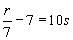 r/7 − 7 = 10s